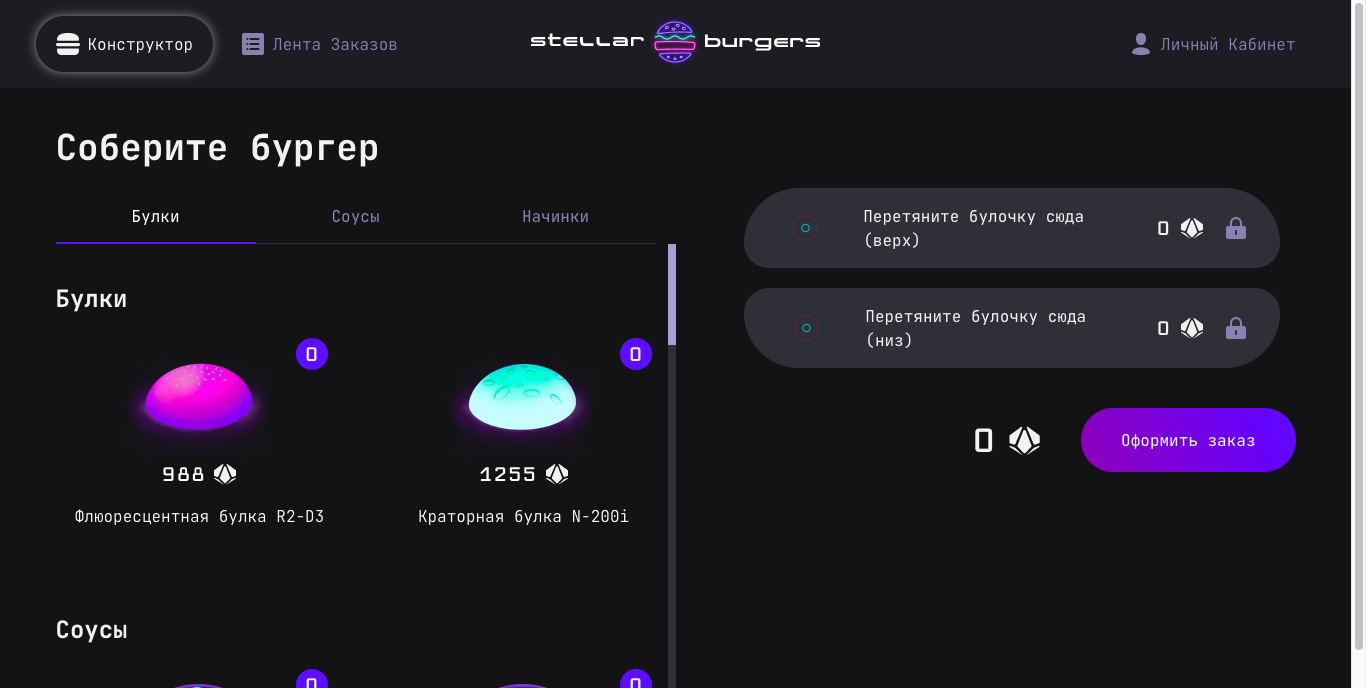 Конструктор
Лента Заказов
stellar burgers
Личный Кабинет
Соберите бургер
Булки
Соусы
Начинки
Булки
0
0
988
1255
Флюоресцентная булка R2-D3
Краторная булка N-200i
Соусы
0
0
Перетяните булочку сюда
(верх)
0
Перетяните булочку сюда
(низ)
0
0
Оформить заказ